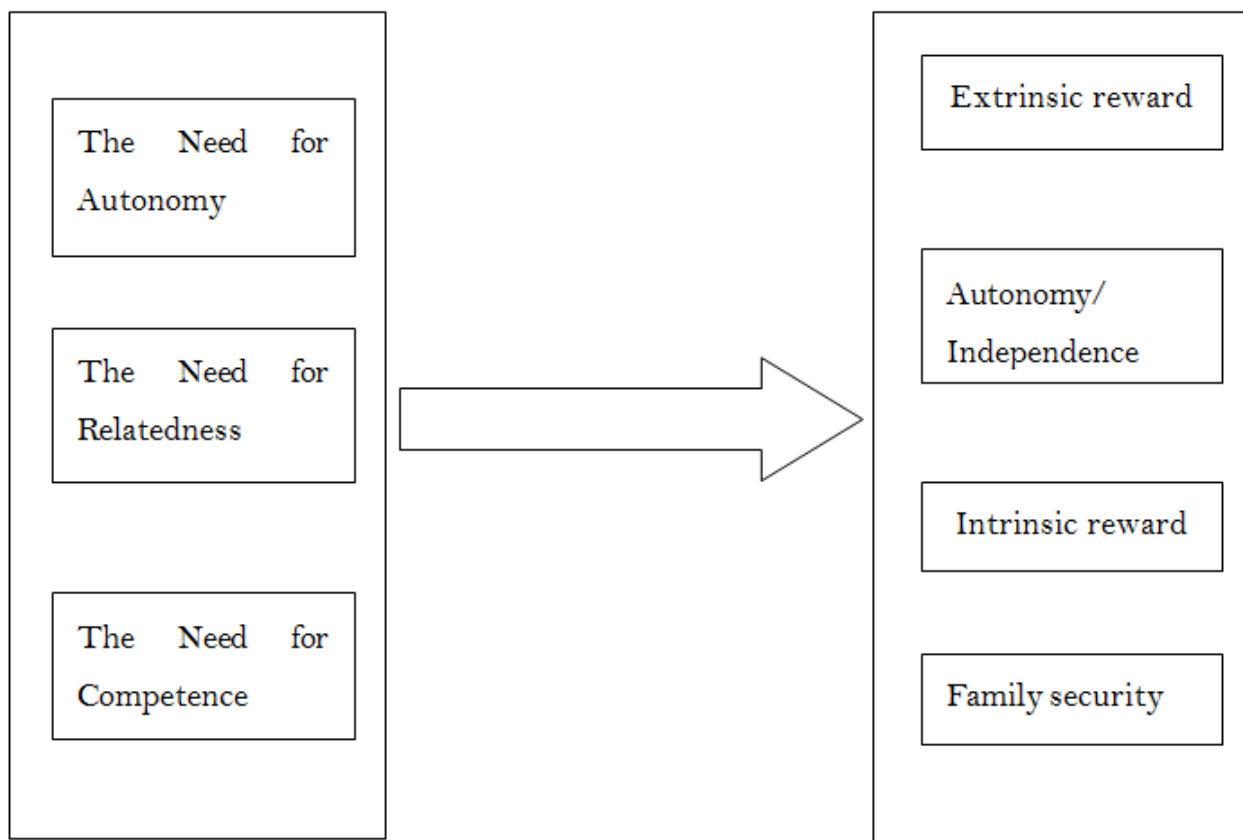 The Need for
Autonomy
The Need for
Relatedness
The Need for
Competence
Extrinsic reward
Autonomy/
Independence
Intrinsic reward
Family security